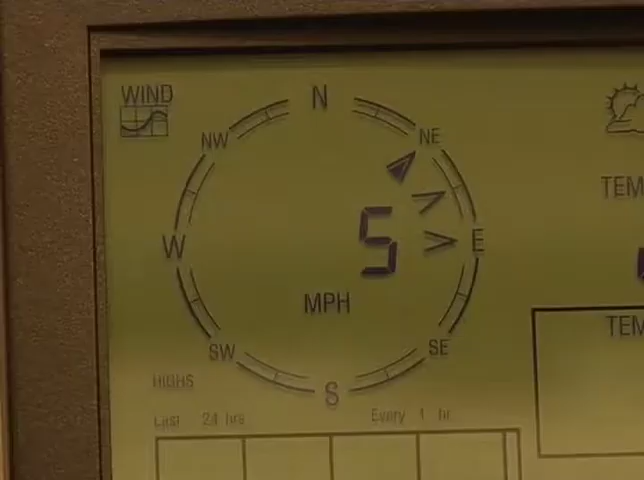 WIND
N
NW
NE
TEM
5
W
E
MPH
TEM
SW
SE
HIGHS
S
Last 24 hrs
Every 1 hr